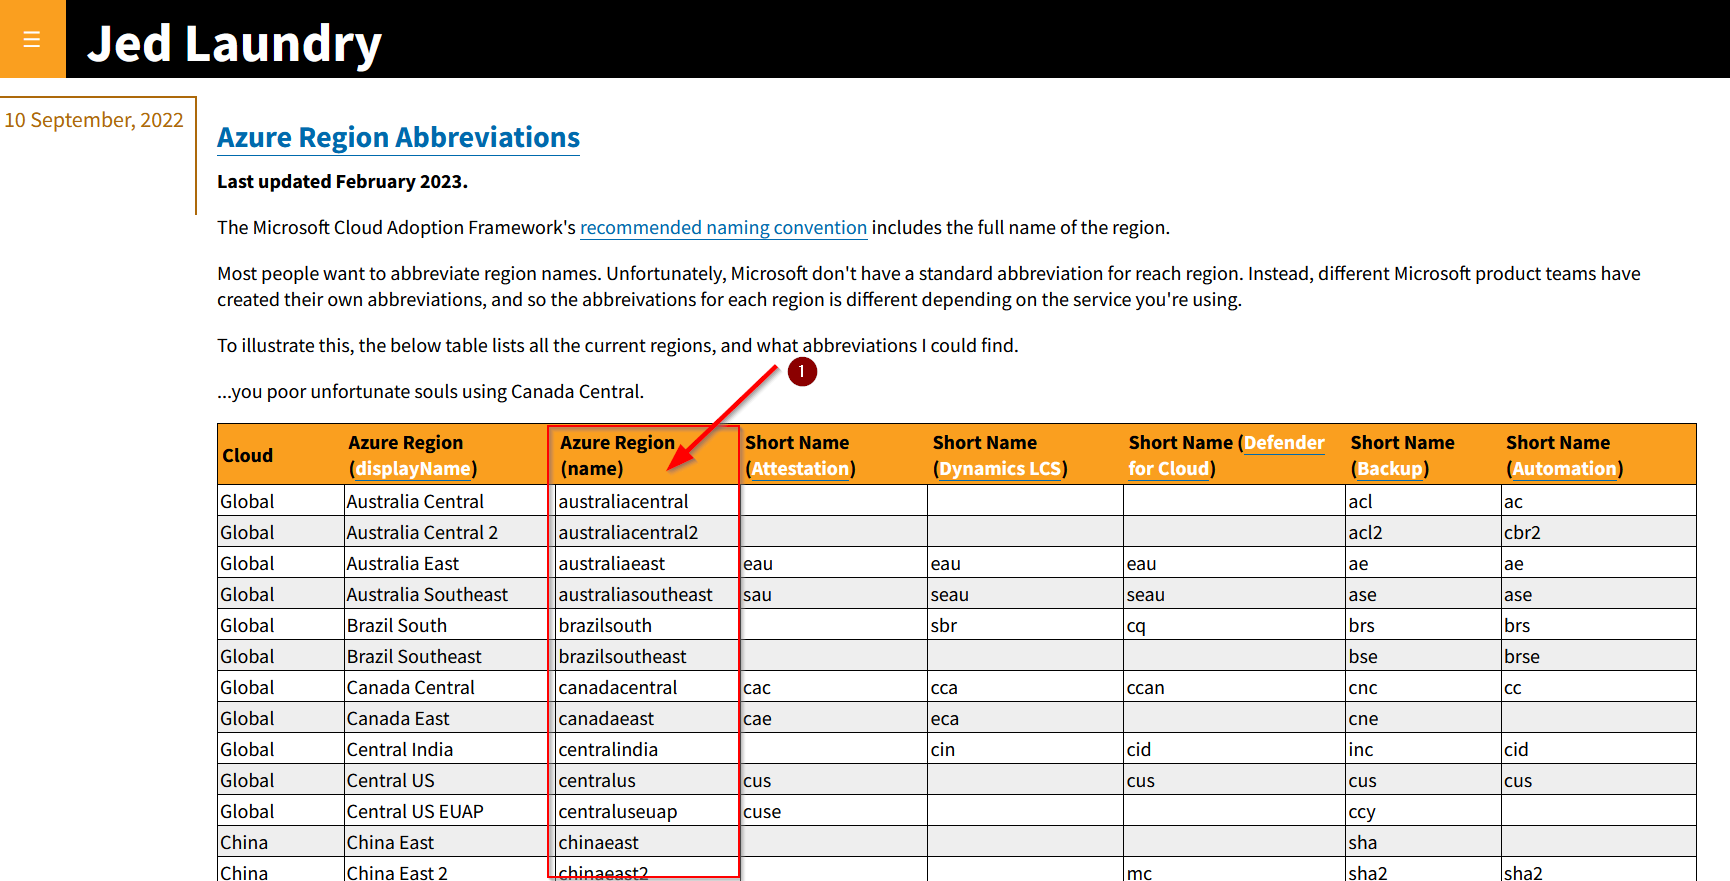 ☰ Jed Laundry
10 September, 2022
Azure Region Abbreviations
Last updated February 2023.
The Microsoft Cloud Adoption Framework's recommended naming convention includes the full name of the region.
Most people want to abbreviate region names. Unfortunately, Microsoft don't have a standard abbreviation for reach region. Instead, different Microsoft product teams have
created their own abbreviations, and so the abbreivations for each region is different depending on the service you're using.
To illustrate this, the below table lists all the current regions, and what abbreviations I could find.
1
...you poor unfortunate souls using Canada Central.
Cloud Azure Region (displayName) Azure Region (name) Short Name (Attestation) Short Name (Dynamics LCS) Short Name (Defender for Cloud) Short Name (Backup) Short Name (Automation)
Global Australia Central australiacentral acl ac
Global Australia Central 2 australiacentral2 acl2 cbr2
Global Australia East australiaeast eau eau eau ae ae
Global Australia Southeast australiasoutheast sau seau seau ase ase
Global Brazil South brazilsouth sbr cq brs brs
Global Brazil Southeast brazilsoutheast bse brse
Global Canada Central canadacentral cac cca ccan cnc cc
Global Canada East canadaeast cae eca cne
Global Central India centralindia cin cid inc cid
Global Central US centralus cus cus cus cus
Global Central US EUAP centraluseuap cuse ccy
China China East chinaeast sha
China China East 2 chinaeast2 mc sha2 sha2